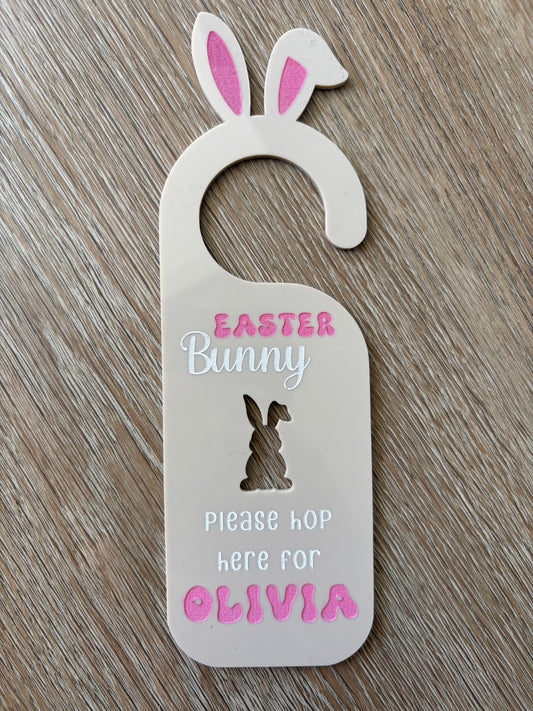 EASTER
Bunny
Please hop
here for
OLIVIA